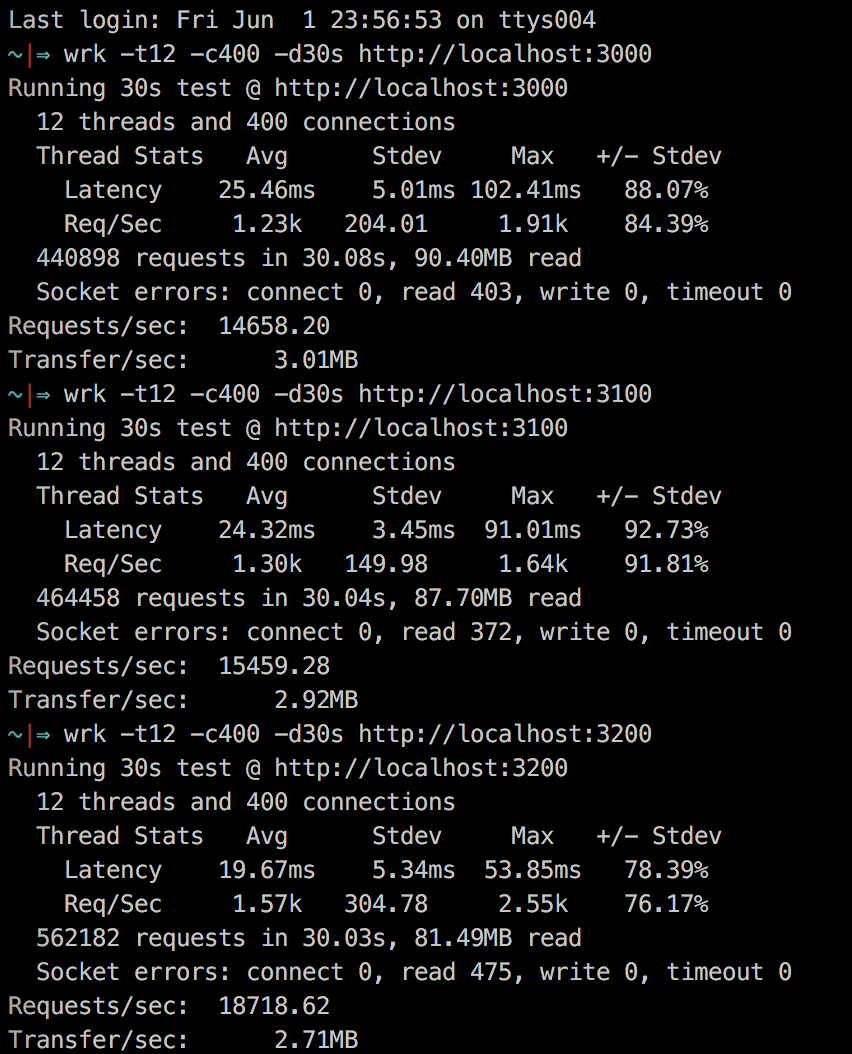 Last login: Fri Jun  1 23:56:53 on ttys004
~|⇒ wrk -t12 -c400 -d30s http://localhost:3000
Running 30s test @ http://localhost:3000
  12 threads and 400 connections
  Thread Stats   Avg      Stdev     Max   +/- Stdev
    Latency    25.46ms    5.01ms 102.41ms   88.07%
    Req/Sec     1.23k   204.01     1.91k    84.39%
  440898 requests in 30.08s, 90.40MB read
  Socket errors: connect 0, read 403, write 0, timeout 0
Requests/sec:  14658.20
Transfer/sec:      3.01MB
~|⇒ wrk -t12 -c400 -d30s http://localhost:3100
Running 30s test @ http://localhost:3100
  12 threads and 400 connections
  Thread Stats   Avg      Stdev     Max   +/- Stdev
    Latency    24.32ms    3.45ms  91.01ms   92.73%
    Req/Sec     1.30k   149.98     1.64k    91.81%
  464458 requests in 30.04s, 87.70MB read
  Socket errors: connect 0, read 372, write 0, timeout 0
Requests/sec:  15459.28
Transfer/sec:      2.92MB
~|⇒ wrk -t12 -c400 -d30s http://localhost:3200
Running 30s test @ http://localhost:3200
  12 threads and 400 connections
  Thread Stats   Avg      Stdev     Max   +/- Stdev
    Latency    19.67ms    5.34ms  53.85ms   78.39%
    Req/Sec     1.57k   304.78     2.55k    76.17%
  562182 requests in 30.03s, 81.49MB read
  Socket errors: connect 0, read 475, write 0, timeout 0
Requests/sec:  18718.62
Transfer/sec:      2.71MB